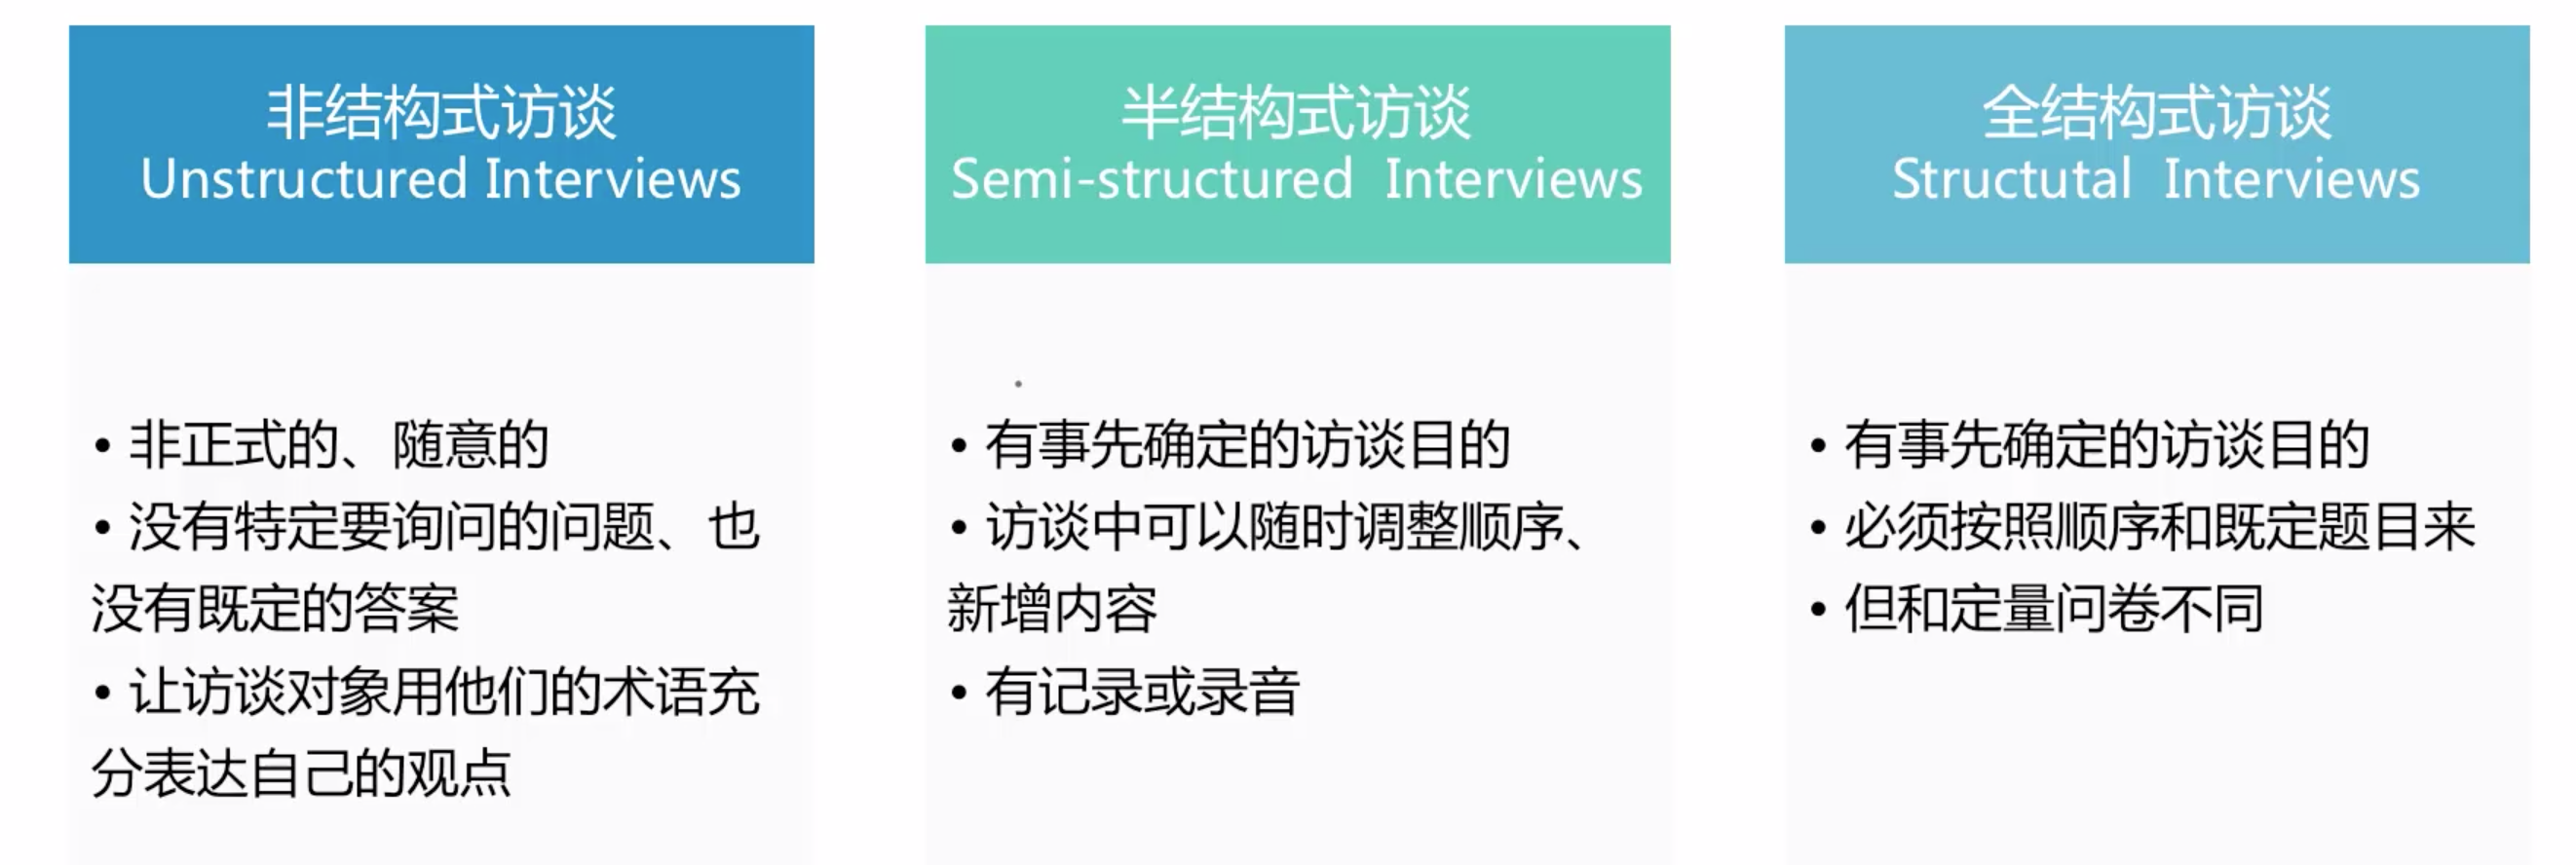 非结构式访谈
Unstructured Interviews
• 非正式的、随意的
• 没有特定要询问的问题、也
没有既定的答案
• 让访谈对象用他们的术语充
分表达自己的观点
半结构式访谈
Semi-structured Interviews
• 有事先确定的访谈目的
• 访谈中可以随时调整顺序、
新增内容
• 有记录或录音
全结构式访谈
Structutal Interviews
• 有事先确定的访谈目的
• 必须按照顺序和既定题目来
• 但和定量问卷不同